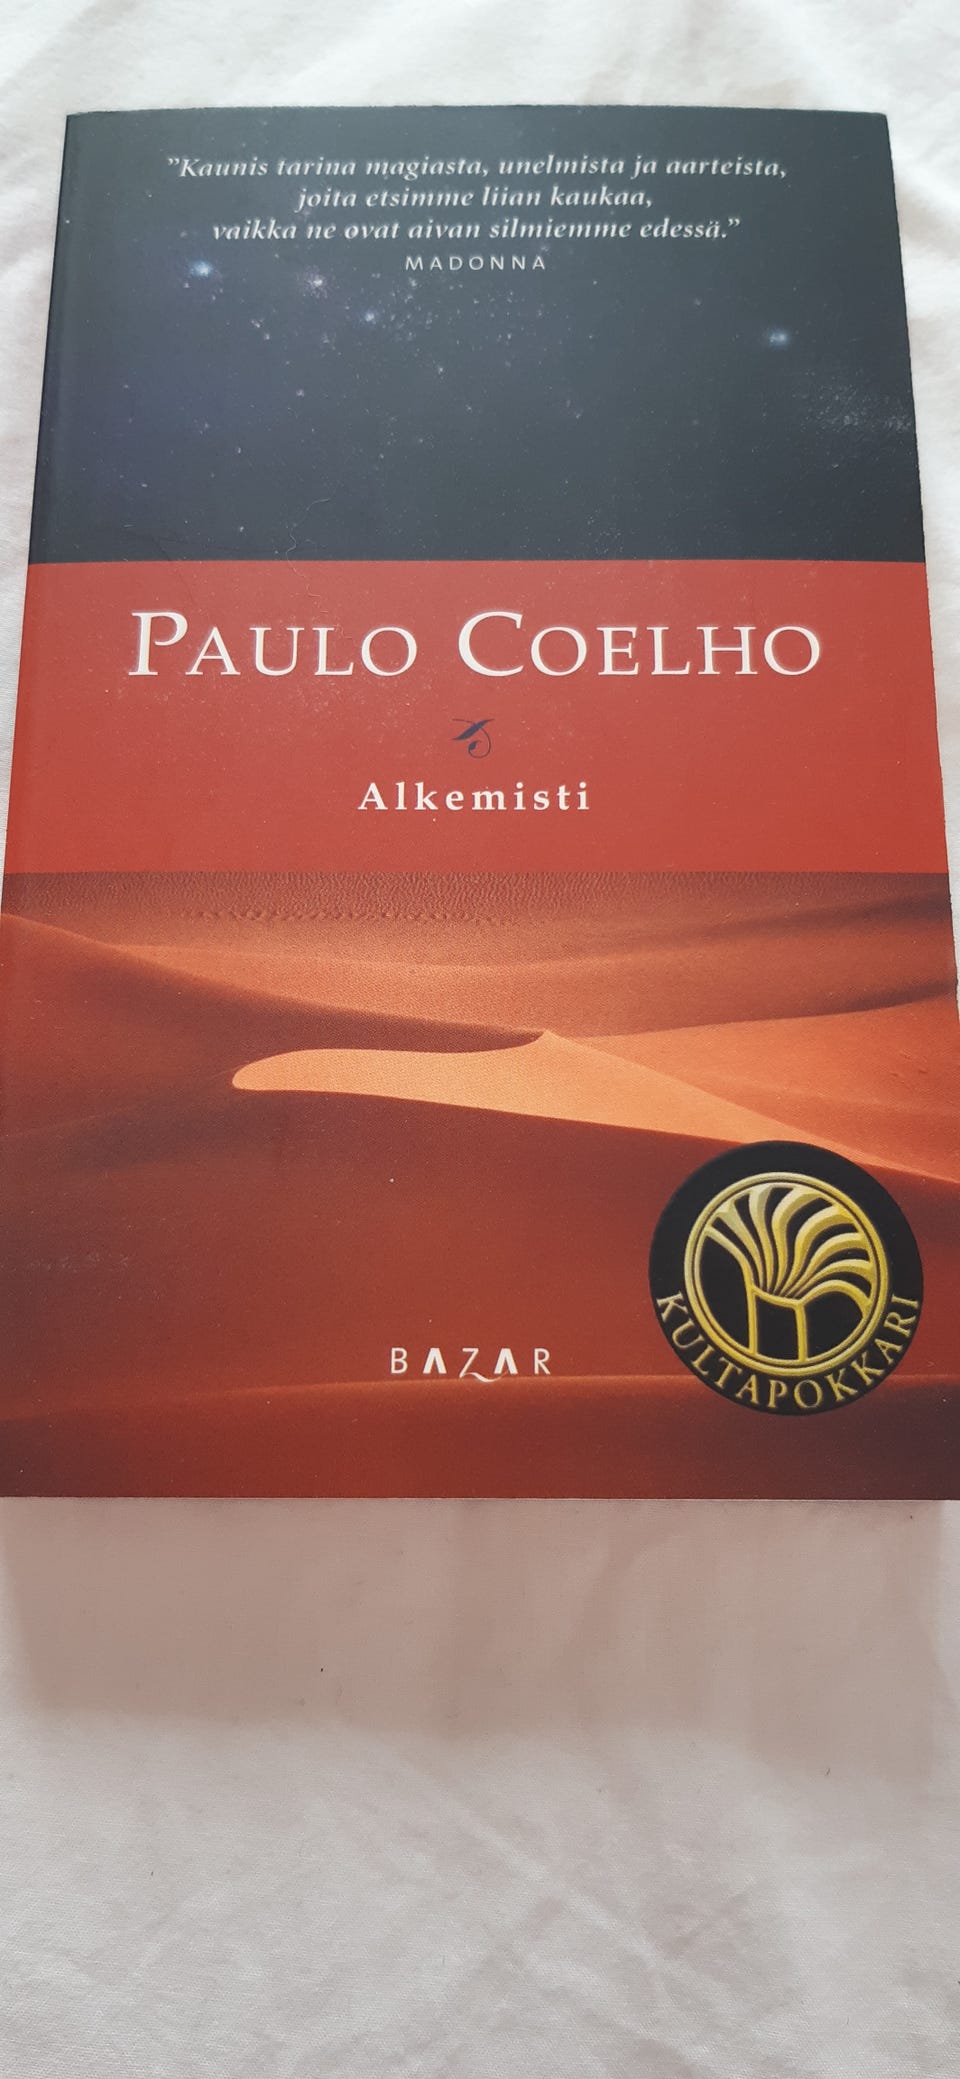 ”Kaunis tarina magiasta, unelmista ja aarteista,
joita etsimme liian kaukaa,
vaikka ne ovat aivan silmiemme edessä.”
MADONNA
PAULO COELHO
Alkemisti
BAZAR
KULTAPOKKARI